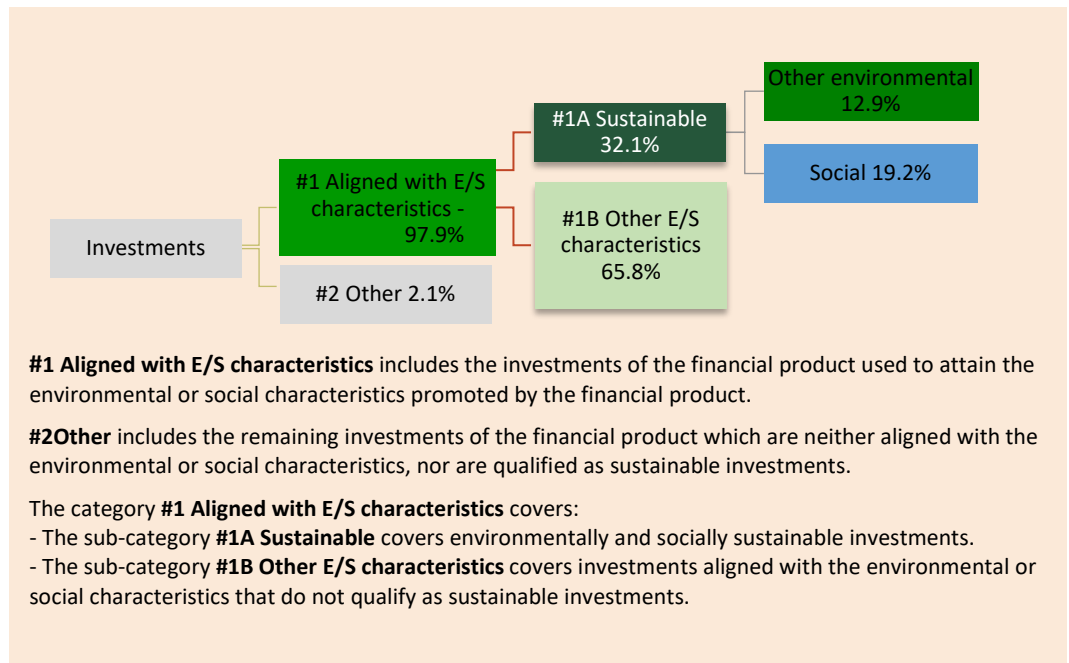 Investments
#1 Aligned with E/S
characteristics -
97.9%
#2 Other 2.1%
#1A Sustainable
32.1%
#1B Other E/S
characteristics
65.8%
Other environmental
12.9%
Social 19.2%
#1 Aligned with E/S characteristics includes the investments of the financial product used to attain the
environmental or social characteristics promoted by the financial product.
#2Other includes the remaining investments of the financial product which are neither aligned with the
environmental or social characteristics, nor are qualified as sustainable investments.
The category #1 Aligned with E/S characteristics covers:
- The sub-category #1A Sustainable covers environmentally and socially sustainable investments.
- The sub-category #1B Other E/S characteristics covers investments aligned with the environmental or
social characteristics that do not qualify as sustainable investments.